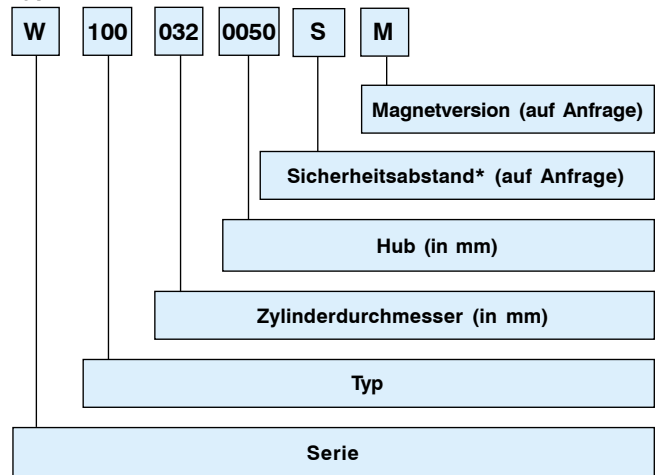 W 100 032 0050 S M
Magnetversion (auf Anfrage)
Sicherheitsabstand* (auf Anfrage)
Hub (in mm)
Zylinderdurchmesser (in mm)
Typ
Serie